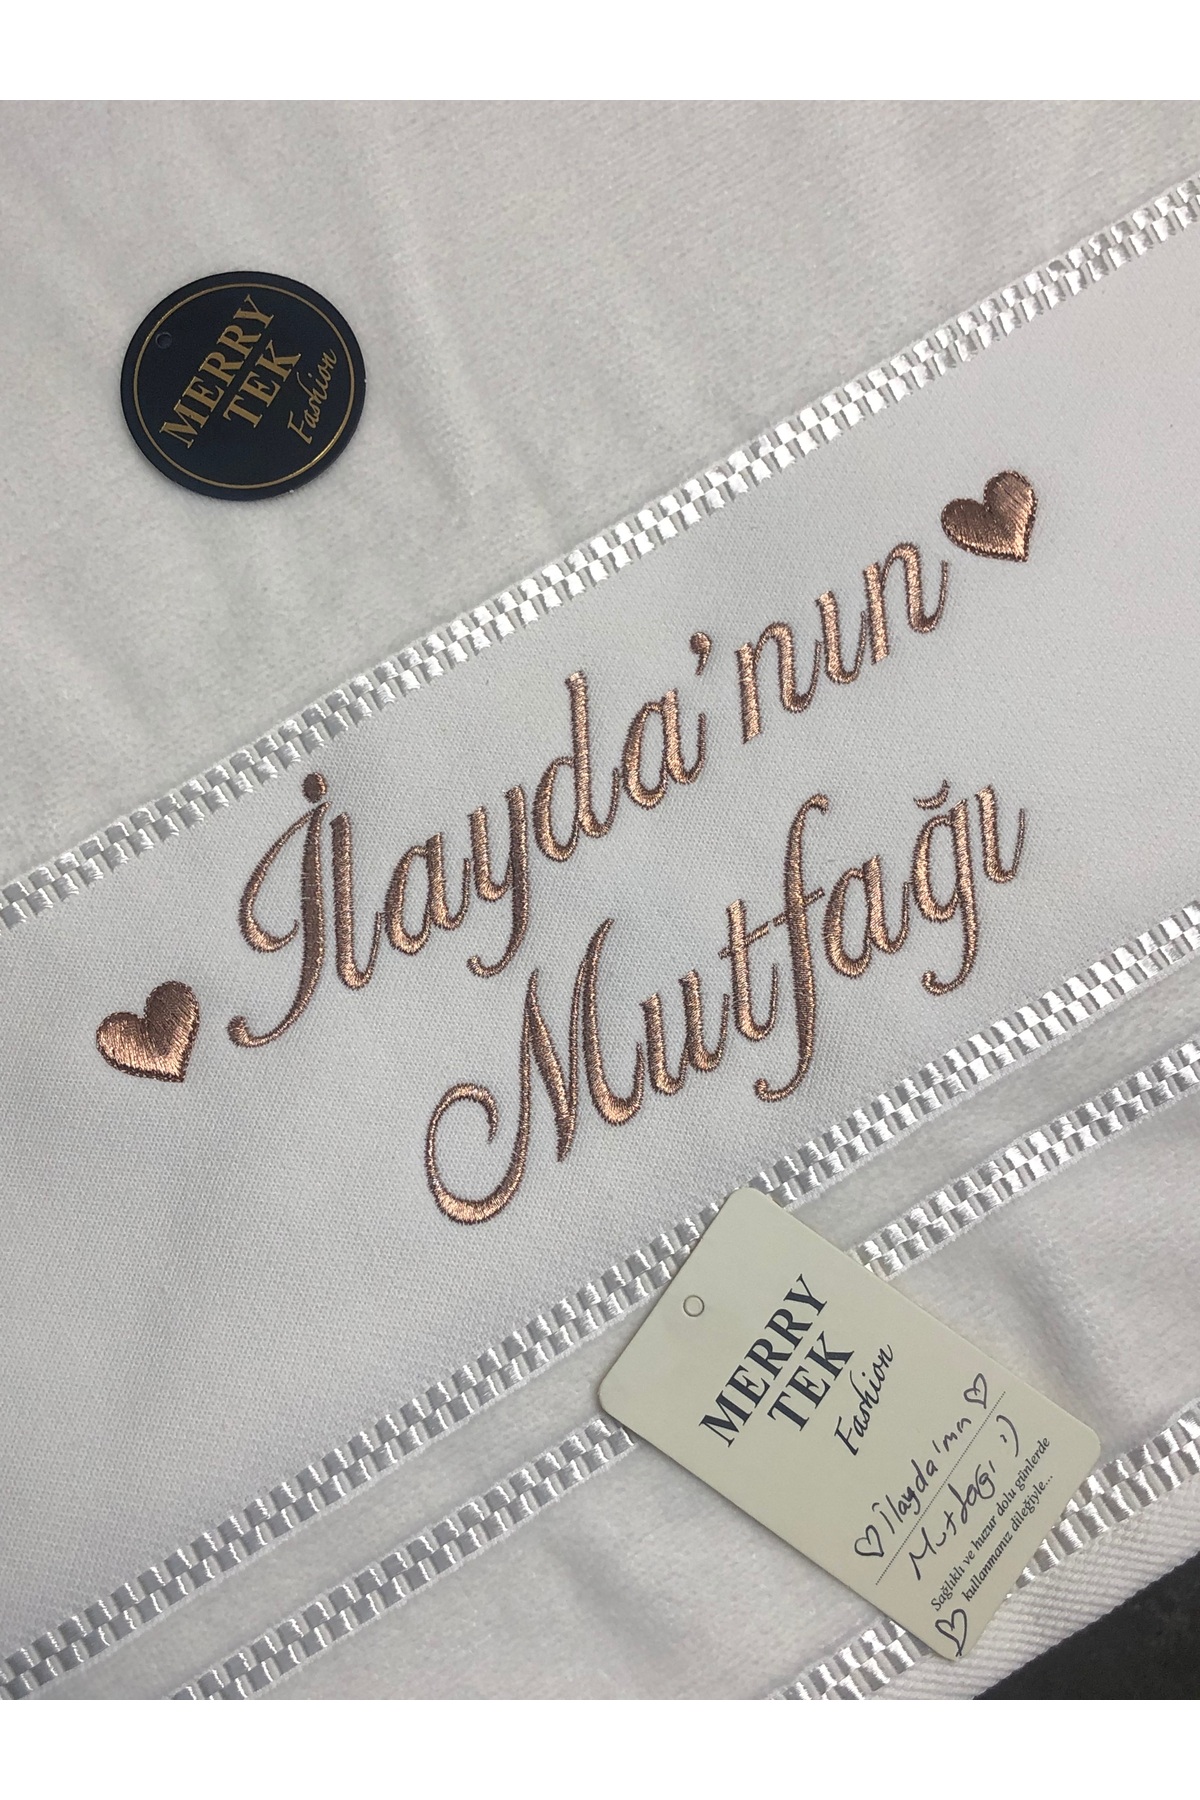 MERRY
TEK
Fashion
İlayda'nın
Mutfağı
MERRY
TEK
Fashion
İlayda'nın
Mutfağı :)
Sağlıklı ve huzur dolu günlerde
kullanmanız dileğiyle...